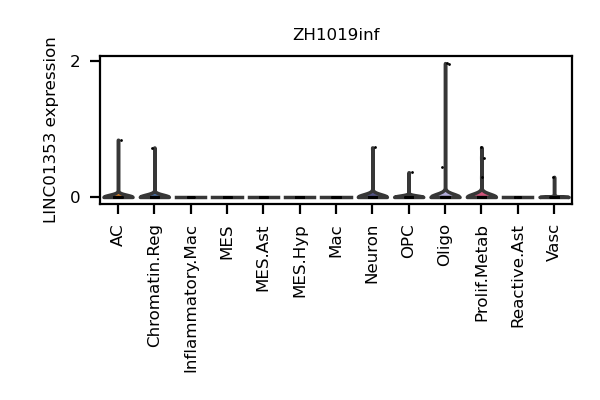 ZH1019inf
LINC01353 expression
2
0
AC
Chromatin.Reg
Inflammatory.Mac
MES
MES.Ast
MES.Hyp
Mac
Neuron
OPC
Oligo
Prolif.Metab
Reactive.Ast
Vasc